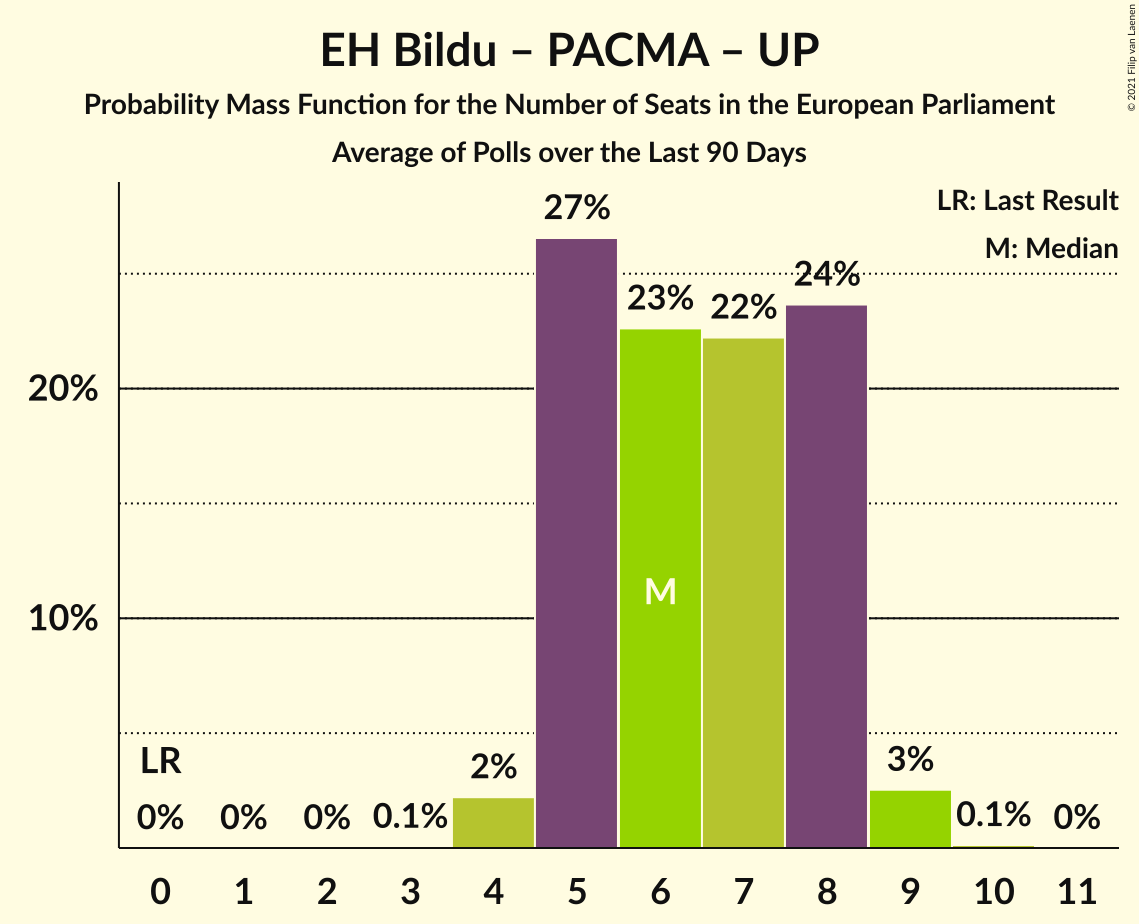 EH Bildu – PACMA – UP
Probability Mass Function for the Number of Seats in the European Parliament
Average of Polls over the Last 90 Days
© 2021 Filip van Laenen
LR: Last Result
M: Median
27%
24%
23%
22%
20%
M
10%
LR
2%
3%
0%
0%
0%
0.1%
0.1%
0%
0 1 2 3 4 5 6 7 8 9 10 11